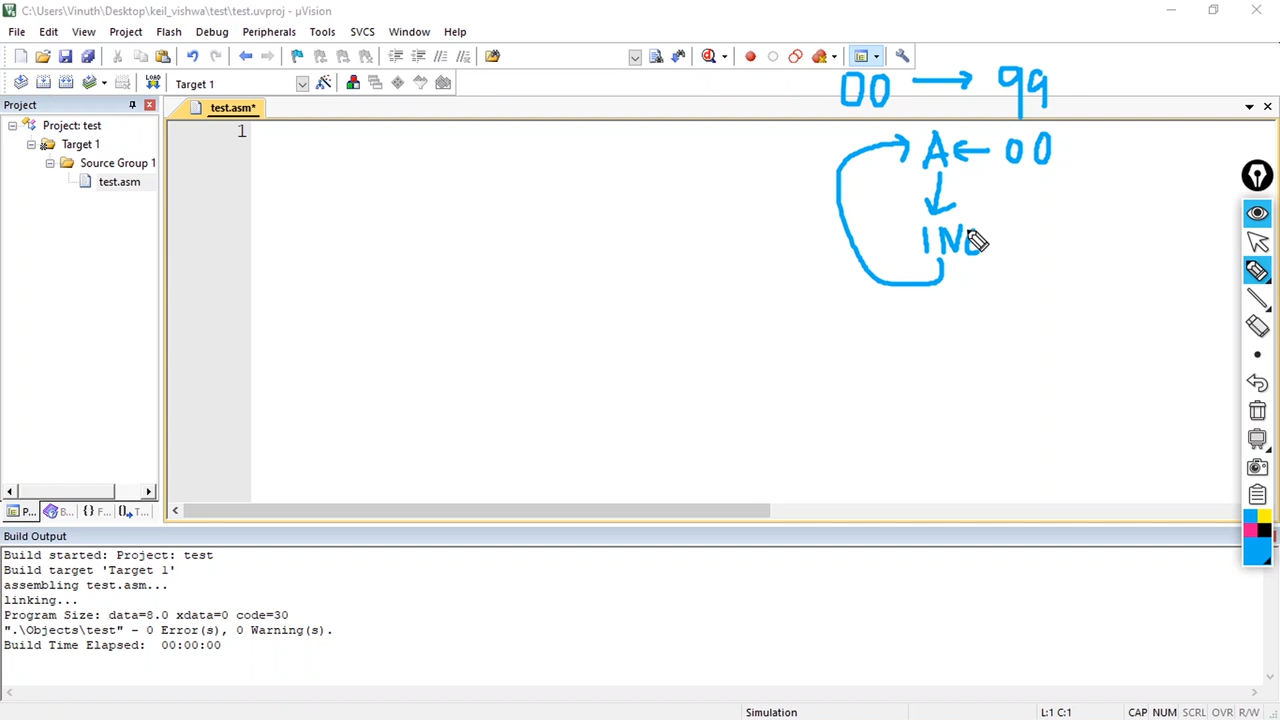 C:\Users\Vinuth\Desktop\keil_vishwa\test\test.uvproj - µVision
File Edit View Project Flash Debug Peripherals Tools SVCS Window Help
Target 1
LOAD
00 → 99
Project
test.asm*
Project: test
Target 1
Source Group 1
test.asm
1
A ← 00
INC
P... B... {} F... T...
Build Output
Build started: Project: test
Build target 'Target 1'
assembling test.asm...
linking...
Program Size: data=8.0 xdata=0 code=30
".\Objects\test" - 0 Error(s), 0 Warning(s).
Build Time Elapsed:  00:00:00
Simulation L:1 C:1 CAP NUM SCRL OVR R/W